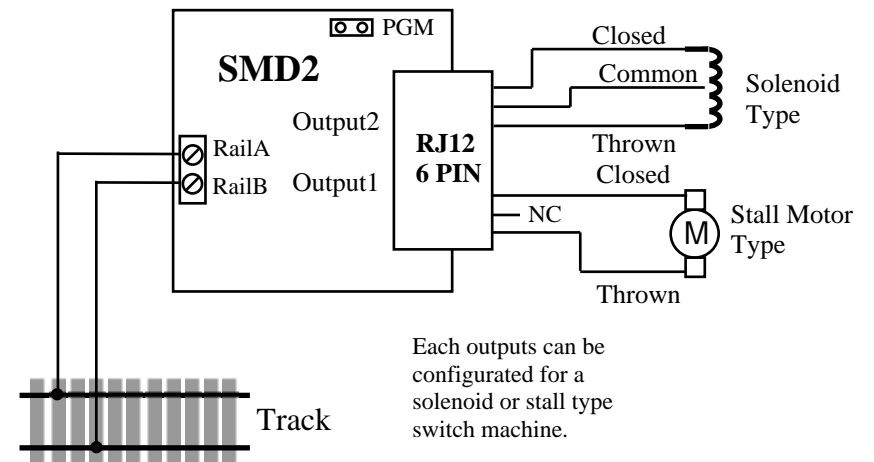 PGM
SMD2
Output2
RailA
RailB
Output1
RJ12
6 PIN
Closed
Common
Solenoid
Type
Thrown
Closed
NC
M
Stall Motor
Type
Thrown
Each outputs can be
configurated for a
solenoid or stall type
switch machine.
Track